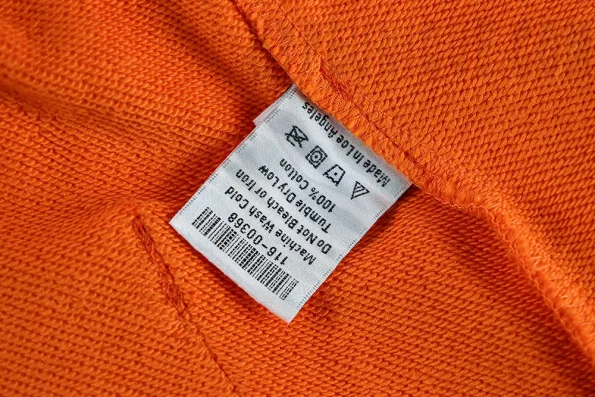 Made In Los Angeles
100% Cotton
Tumble Dry Low
Do Not Bleach or Iron
Machine Wash Cold
116-00368